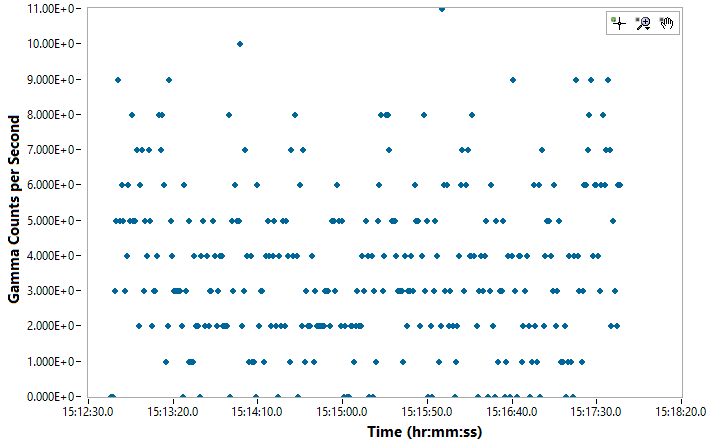 11.00E+0
10.00E+0
9.000E+0
8.000E+0
7.000E+0
6.000E+0
5.000E+0
4.000E+0
3.000E+0
2.000E+0
1.000E+0
0.000E+0
Gamma Counts per Second
15:12:30.0 15:13:20.0 15:14:10.0 15:15:00.0 15:15:50.0 15:16:40.0 15:17:30.0 15:18:20.0
Time (hr:mm:ss)